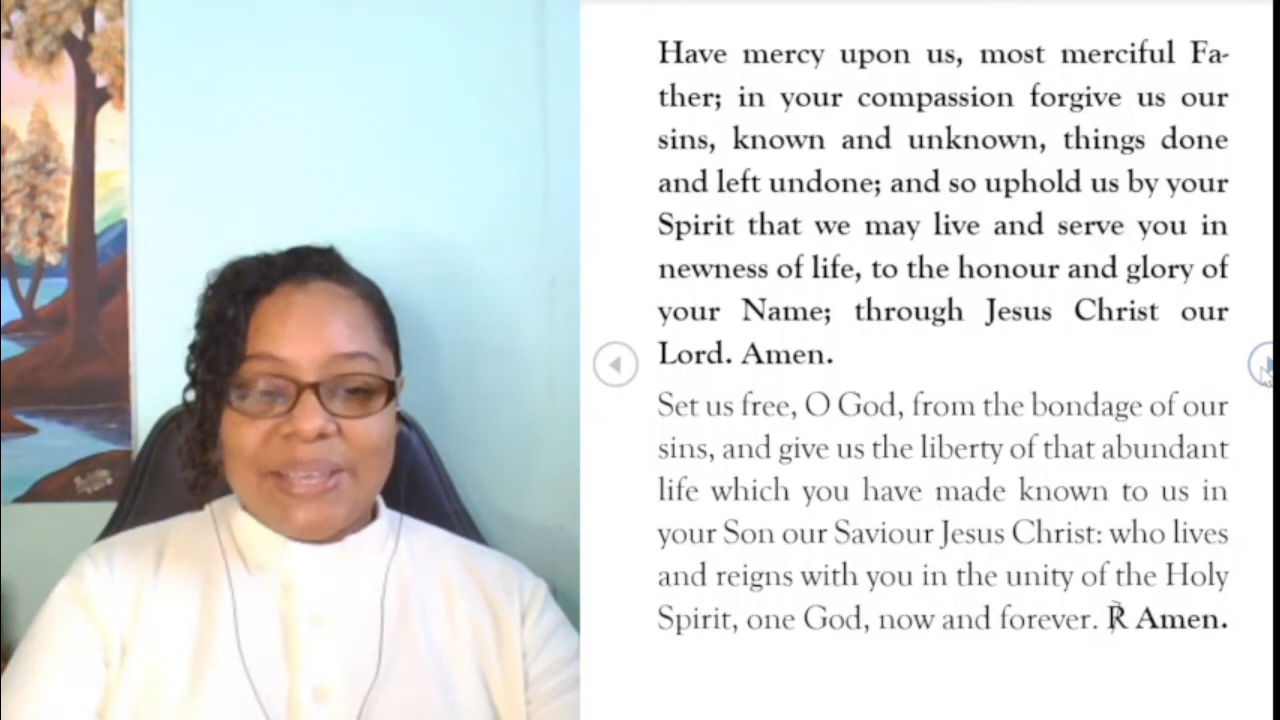 Have mercy upon us, most merciful Fa-
ther; in your compassion forgive us our
sins, known and unknown, things done
and left undone; and so uphold us by your
Spirit that we may live and serve you in
newness of life, to the honour and glory of
your Name; through Jesus Christ our
Lord. Amen.
Set us free, O God, from the bondage of our
sins, and give us the liberty of that abundant
life which you have made known to us in
your Son our Saviour Jesus Christ: who lives
and reigns with you in the unity of the Holy
Spirit, one God, now and forever. ℟ Amen.